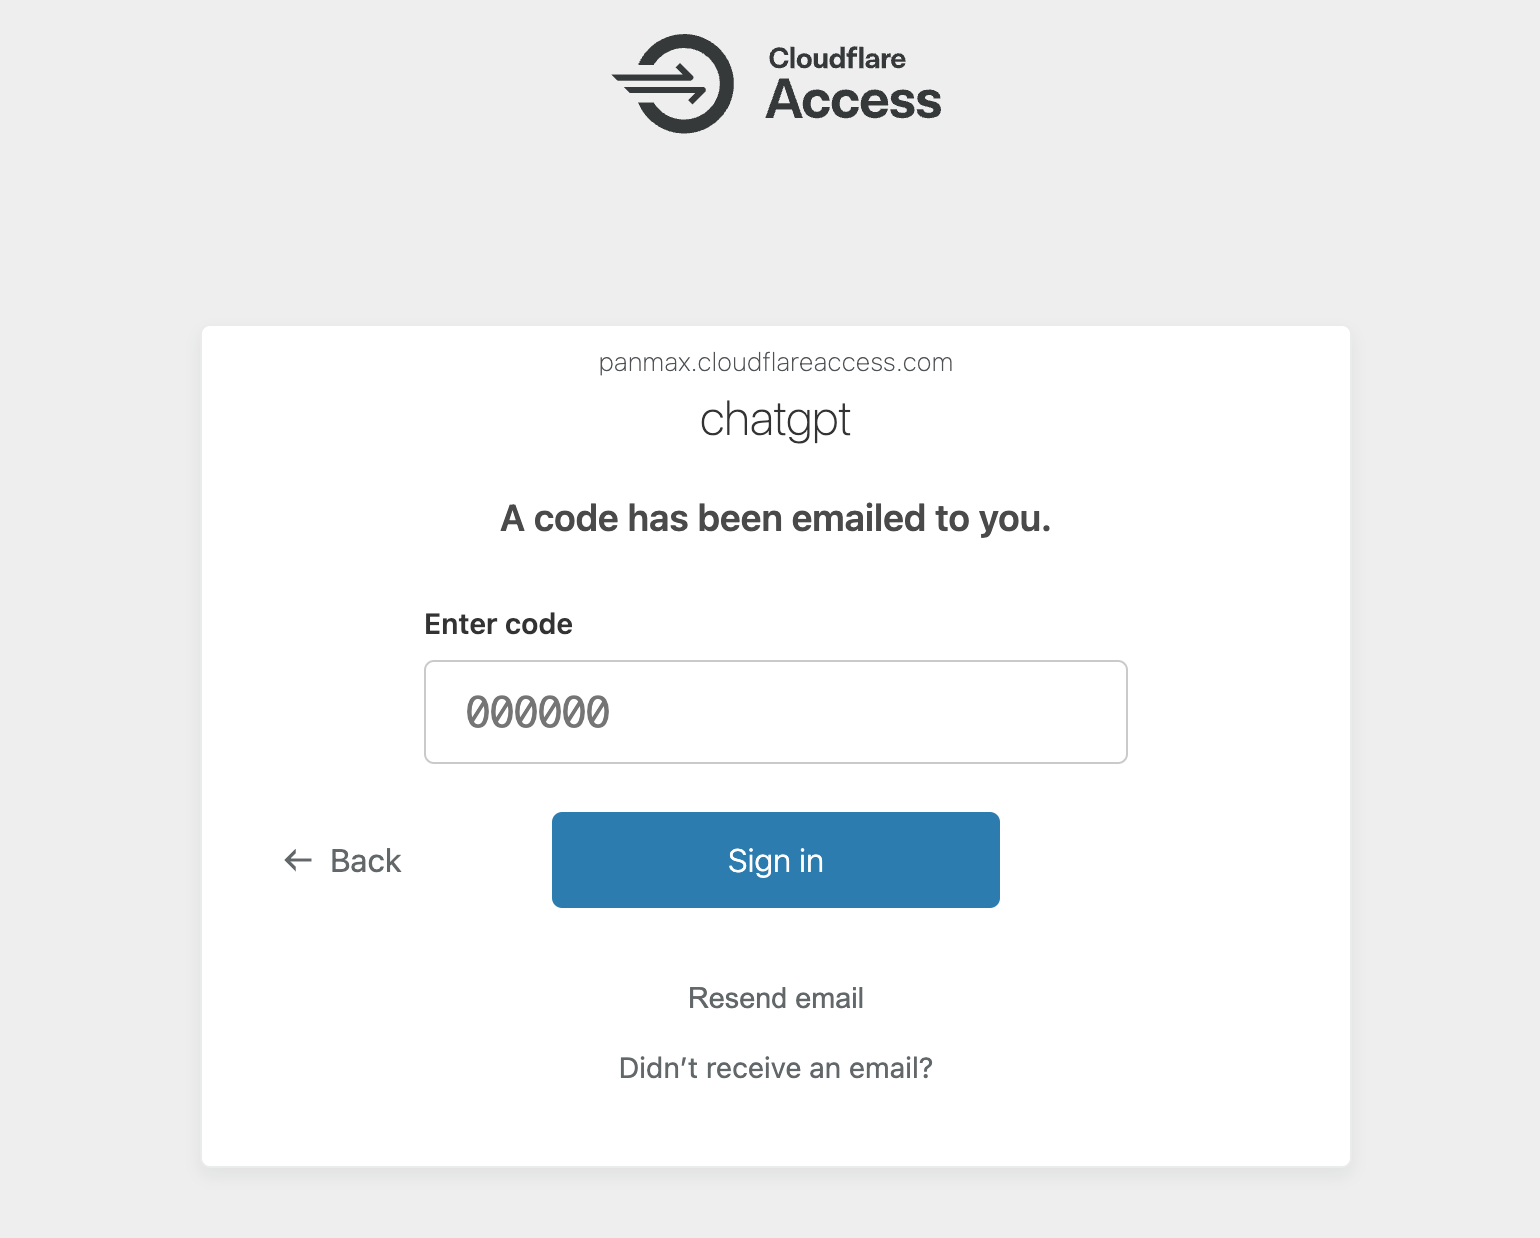 Cloudflare
Access
panmax.cloudflareaccess.com
chatgpt
A code has been emailed to you.
Enter code
000000
← Back
Sign in
Resend email
Didn’t receive an email?